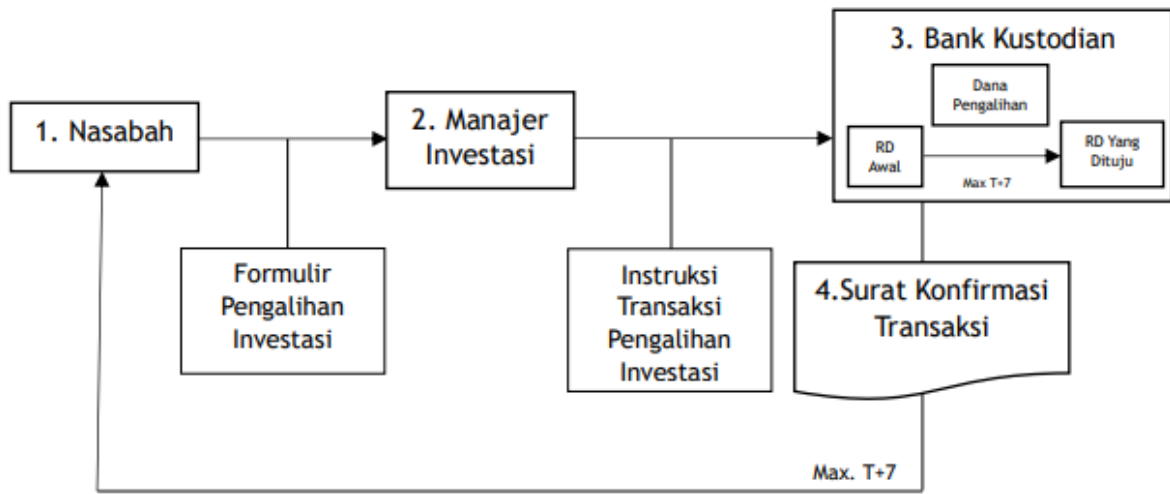 1. Nasabah
2. Manajer
Investasi
3. Bank Kustodian
Dana
Pengalihan
RD
Awal
RD Yang
Dituju
Max T+7
Formulir
Pengalihan
Investasi
Instruksi
Transaksi
Pengalihan
Investasi
4.Surat Konfirmasi
Transaksi
Max. T+7